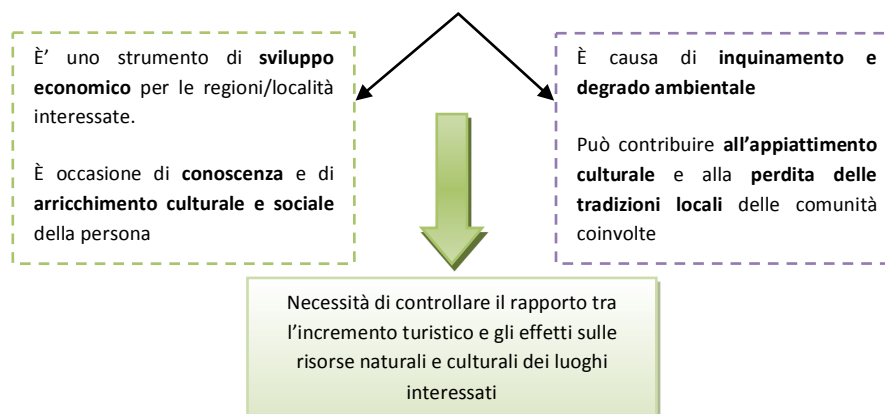 È’ uno strumento di sviluppo
economico per le regioni/località
interessate.
È occasione di conoscenza e di
arricchimento culturale e sociale
della persona
È causa di inquinamento e
degrado ambientale
Può contribuire all’appiattimento
culturale e alla perdita delle
tradizioni locali delle comunità
coinvolte
Necessità di controllare il rapporto tra
l’incremento turistico e gli effetti sulle
risorse naturali e culturali dei luoghi
interessati